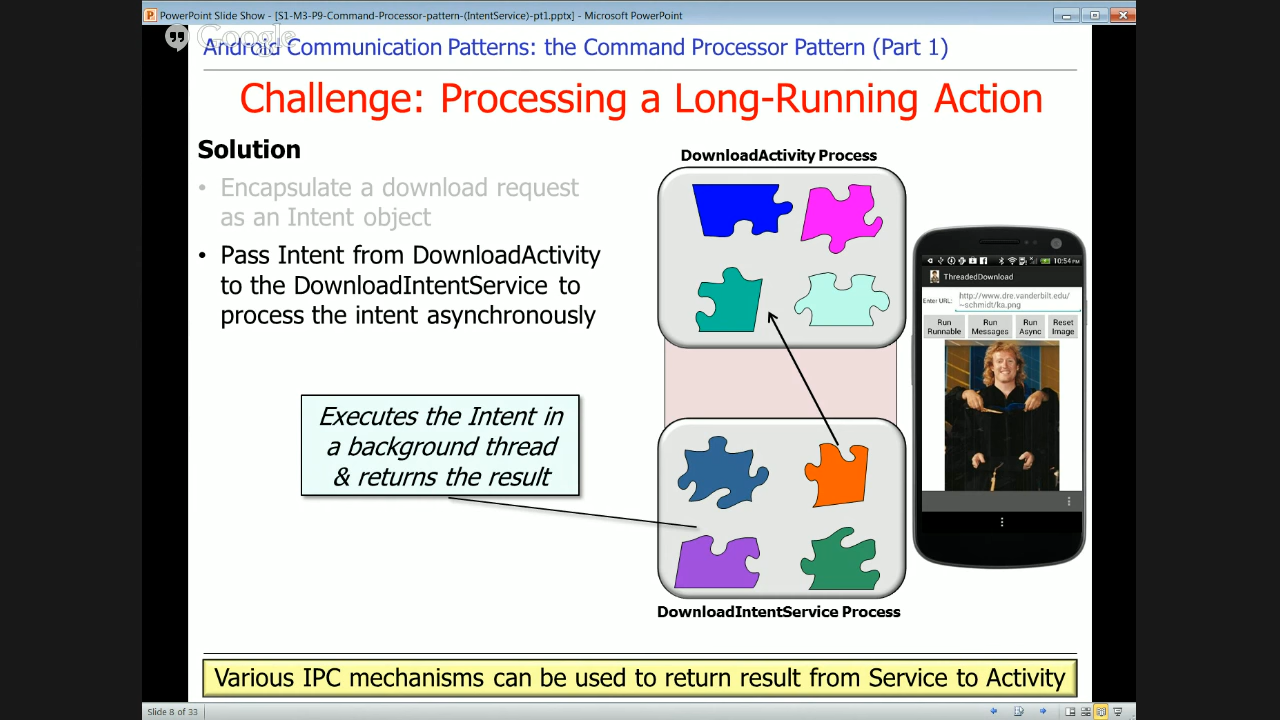 PowerPoint Slide Show - [S1-M3-P9-Command-Processor-pattern-(IntentService)-pt1.pptx] - Microsoft PowerPoint
Google
Android Communication Patterns: the Command Processor Pattern (Part 1)
Challenge: Processing a Long-Running Action
Solution
• Encapsulate a download request
as an Intent object
• Pass Intent from DownloadActivity
to the DownloadIntentService to
process the intent asynchronously
Executes the Intent in
a background thread
& returns the result
DownloadActivity Process
DownloadIntentService Process
10:54 PM
ThreadedDownload
Enter URL:
http://www.dre.vanderbilt.edu/
~schmidt/ka.png
Run Runnable
Run Messages
Run Async
Reset Image
Various IPC mechanisms can be used to return result from Service to Activity
Slide 8 of 33